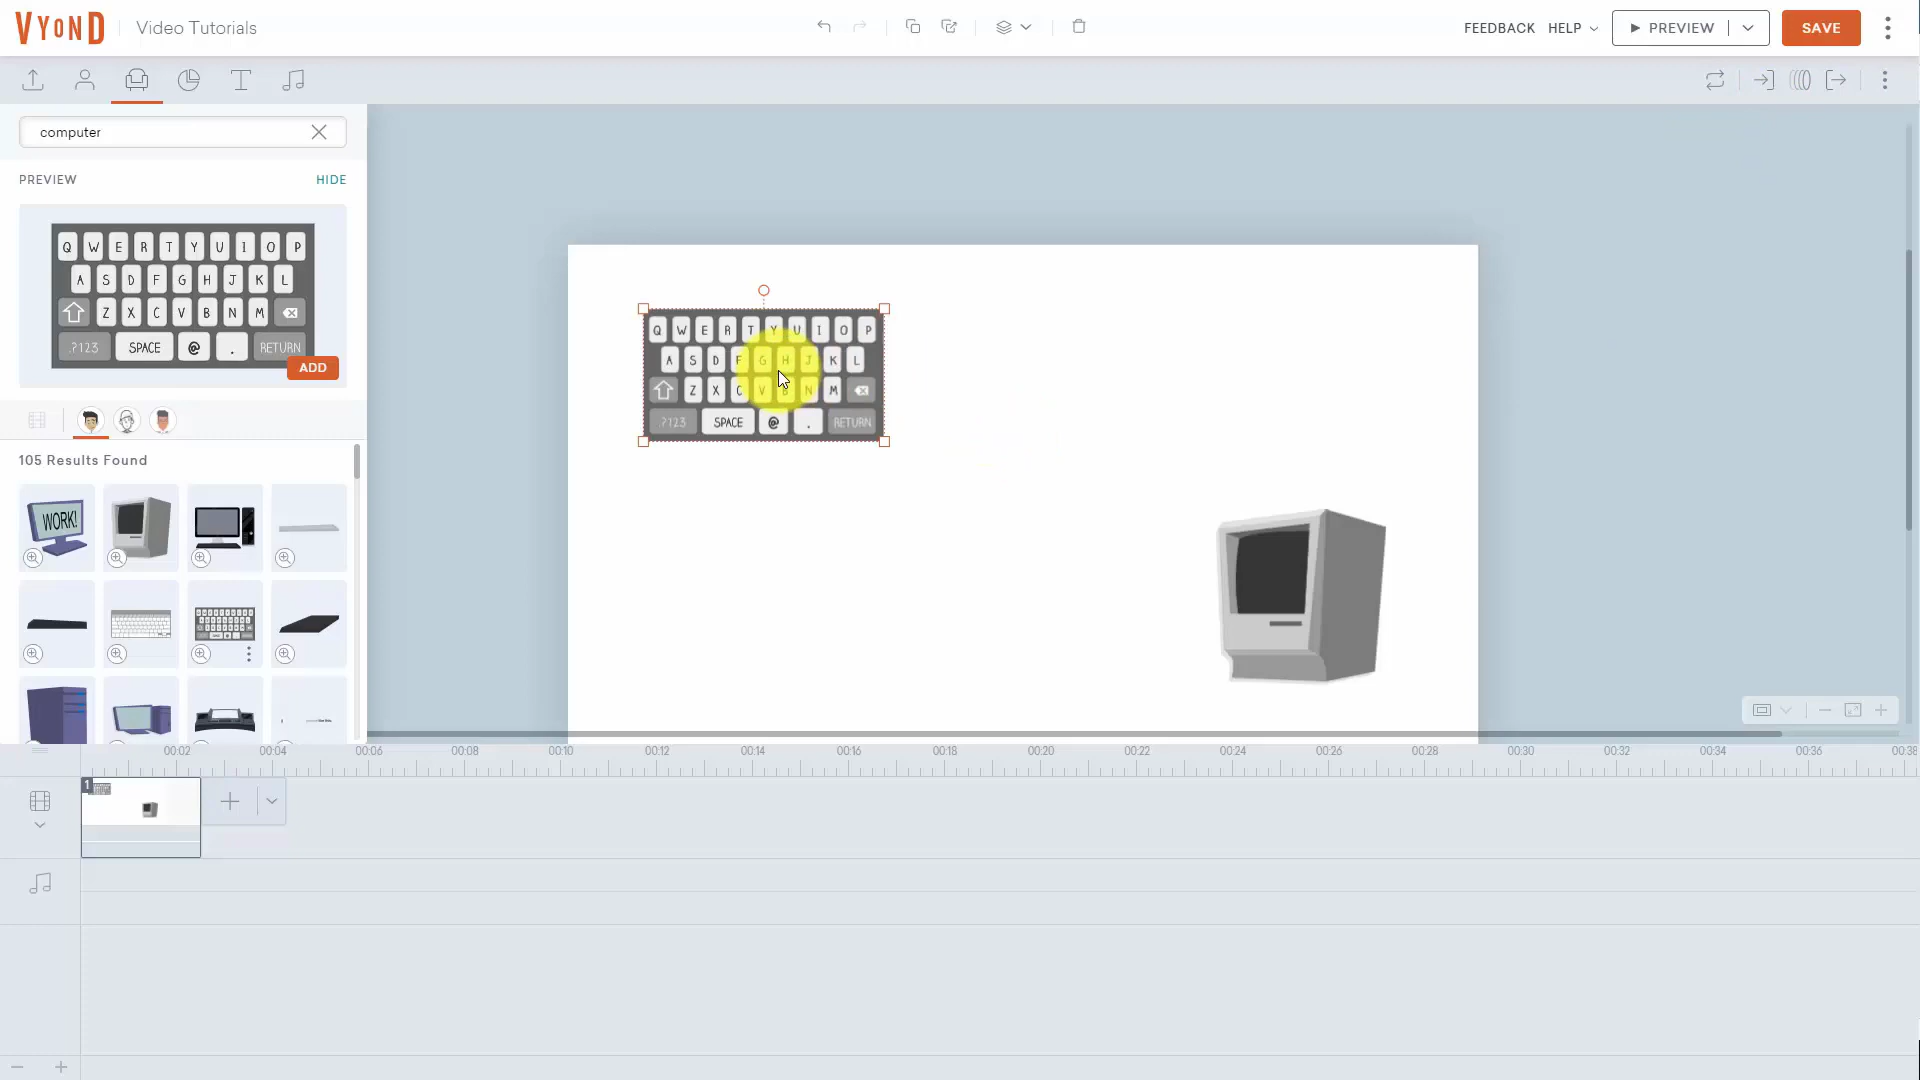 VYOND
Video Tutorials
FEEDBACK HELP
PREVIEW
SAVE
computer
PREVIEW
HIDE
Q W E R T Y U I O P
A S D F G H J K L
Z X C V B N M
.?123 SPACE @ . RETURN
ADD
Q W E R T Y U I O P
A S D F G H J K L
Z X C V B N M
.?123 SPACE @ . RETURN
105 Results Found
WORK!
00:02 00:04 00:06 00:08 00:10 00:12 00:14 00:16 00:18 00:20 00:22 00:24 00:26 00:28 00:30 00:32 00:34 00:36 00:38
1